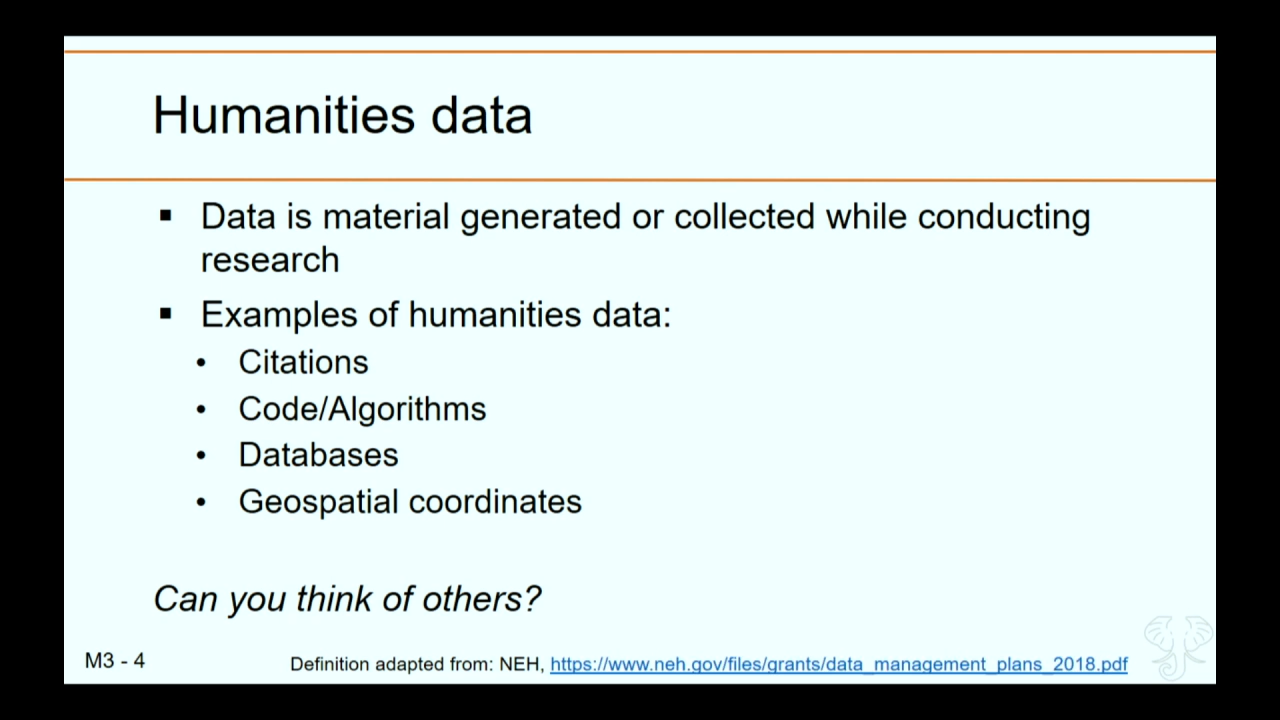 Humanities data
▪ Data is material generated or collected while conducting
research
▪ Examples of humanities data:
• Citations
• Code/Algorithms
• Databases
• Geospatial coordinates
Can you think of others?
M3 - 4
Definition adapted from: NEH, https://www.neh.gov/files/grants/data_management_plans_2018.pdf